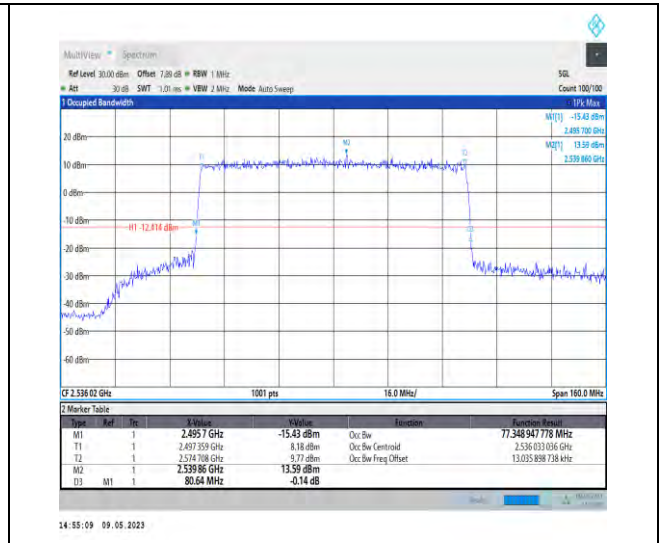 MultiView Spectrum
Ref Level 30.00 dBm Offset 7.89 dB RBW 1 MHz SGL
Att 30 dB SWT 1.01 ms VBW 2 MHz Mode Auto Sweep Count 100/100
1 Occupied Bandwidth 1Pk Max
M1[1] -15.43 dBm
2.495 700 GHz
M2[1] 13.59 dBm
2.539 860 GHz
20 dBm
10 dBm
0 dBm
-10 dBm
H1 -12.414 dBm
-20 dBm
-30 dBm
-40 dBm
-50 dBm
-60 dBm
M2
T1
T2
M1
D3
CF 2.536 02 GHz 1001 pts 16.0 MHz/ Span 160.0 MHz
2 Marker Table
Type Ref Trc X-Value Y-Value Function Function Result
M1 1 2.495 7 GHz -15.43 dBm Occ Bw 77.348 947 778 MHz
T1 1 2.497 359 GHz 8.18 dBm Occ Bw Centroid 2.536 033 036 GHz
T2 1 2.574 708 GHz 9.77 dBm Occ Bw Freq Offset 13.035 898 738 kHz
M2 1 2.539 86 GHz 13.59 dBm
D3 M1 1 80.64 MHz -0.14 dB
14:55:09 09.05.2023